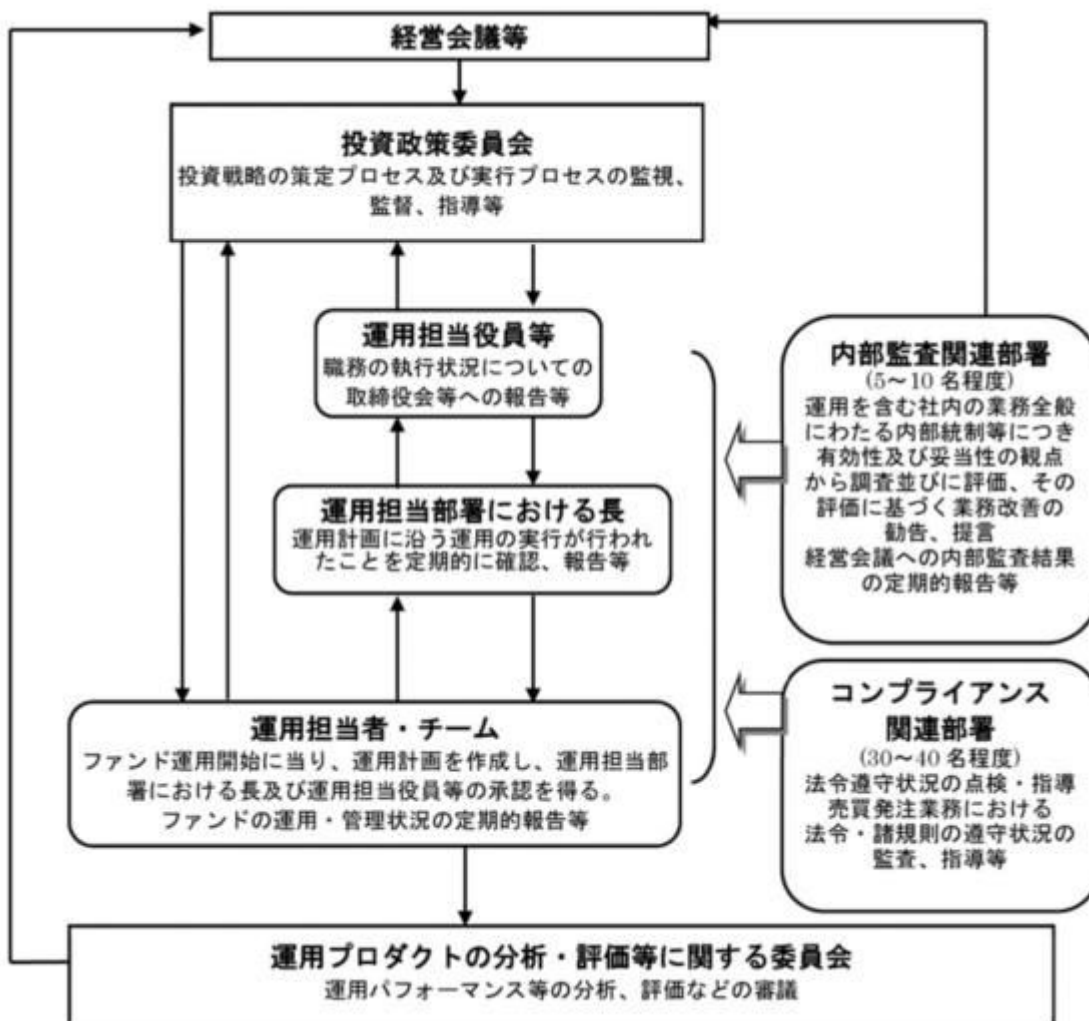 経営会議等
投資政策委員会
投資戦略の策定プロセス及び実行プロセスの監視、
監督、指導等
運用担当役員等
職務の執行状況についての
取締役会等への報告等
運用担当部署における長
運用計画に沿う運用の実行が行われ
たことを定期的に確認、報告等
運用担当者・チーム
ファンド運用開始に当り、運用計画を作成し、運用担当部
署における長及び運用担当役員等の承認を得る。
ファンドの運用・管理状況の定期的報告等
内部監査関連部署
(5～10 名程度)
運用を含む社内の業務全般
にわたる内部統制等につき
有効性及び妥当性の観点
から調査並びに評価、その
評価に基づく業務改善の
勧告、提言
経営会議への内部監査結果
の定期的報告等
コンプライアンス
関連部署
(30～40 名程度)
法令遵守状況の点検・指導
売買発注業務における
法令・諸規則の遵守状況の
監査、指導等
運用プロダクトの分析・評価等に関する委員会
運用パフォーマンス等の分析、評価などの審議